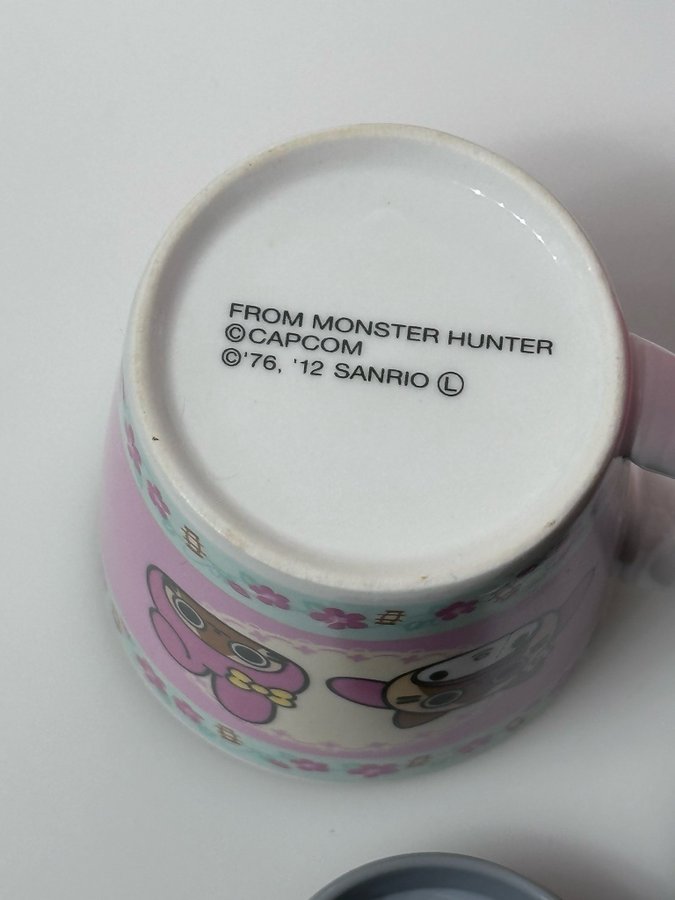 FROM MONSTER HUNTER
©CAPCOM
©'76, '12 SANRIO Ⓛ